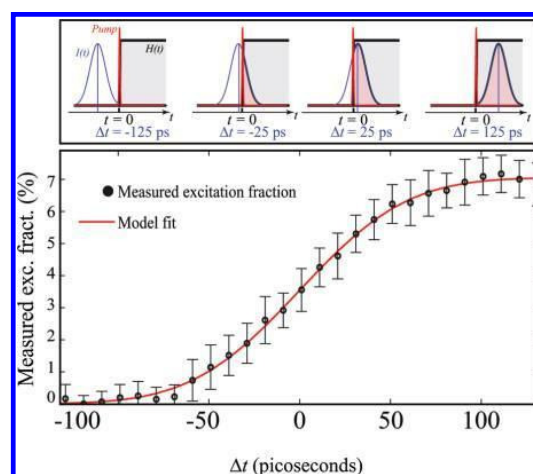 Pump
I(t)
H(t)
t t t t
t = 0 t = 0 t = 0 t = 0
Δt = -125 ps Δt = -25 ps Δt = 25 ps Δt = 125 ps
Measured exc. fract. (%)
7
6
5
4
3
2
1
0
Measured excitation fraction
Model fit
-100 -50 0 50 100
Δt (picoseconds)